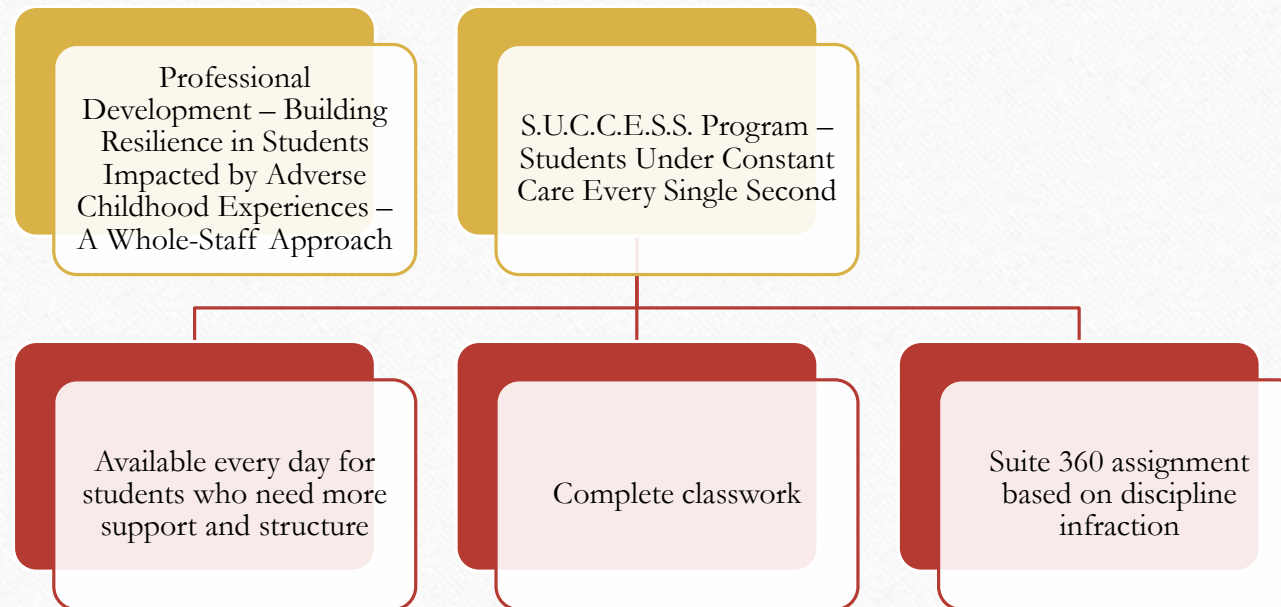 Professional
Development – Building
Resilience in Students
Impacted by Adverse
Childhood Experiences –
A Whole-Staff Approach
S.U.C.C.E.S.S. Program –
Students Under Constant
Care Every Single Second
Available every day for
students who need more
support and structure
Complete classwork
Suite 360 assignment
based on discipline
infraction